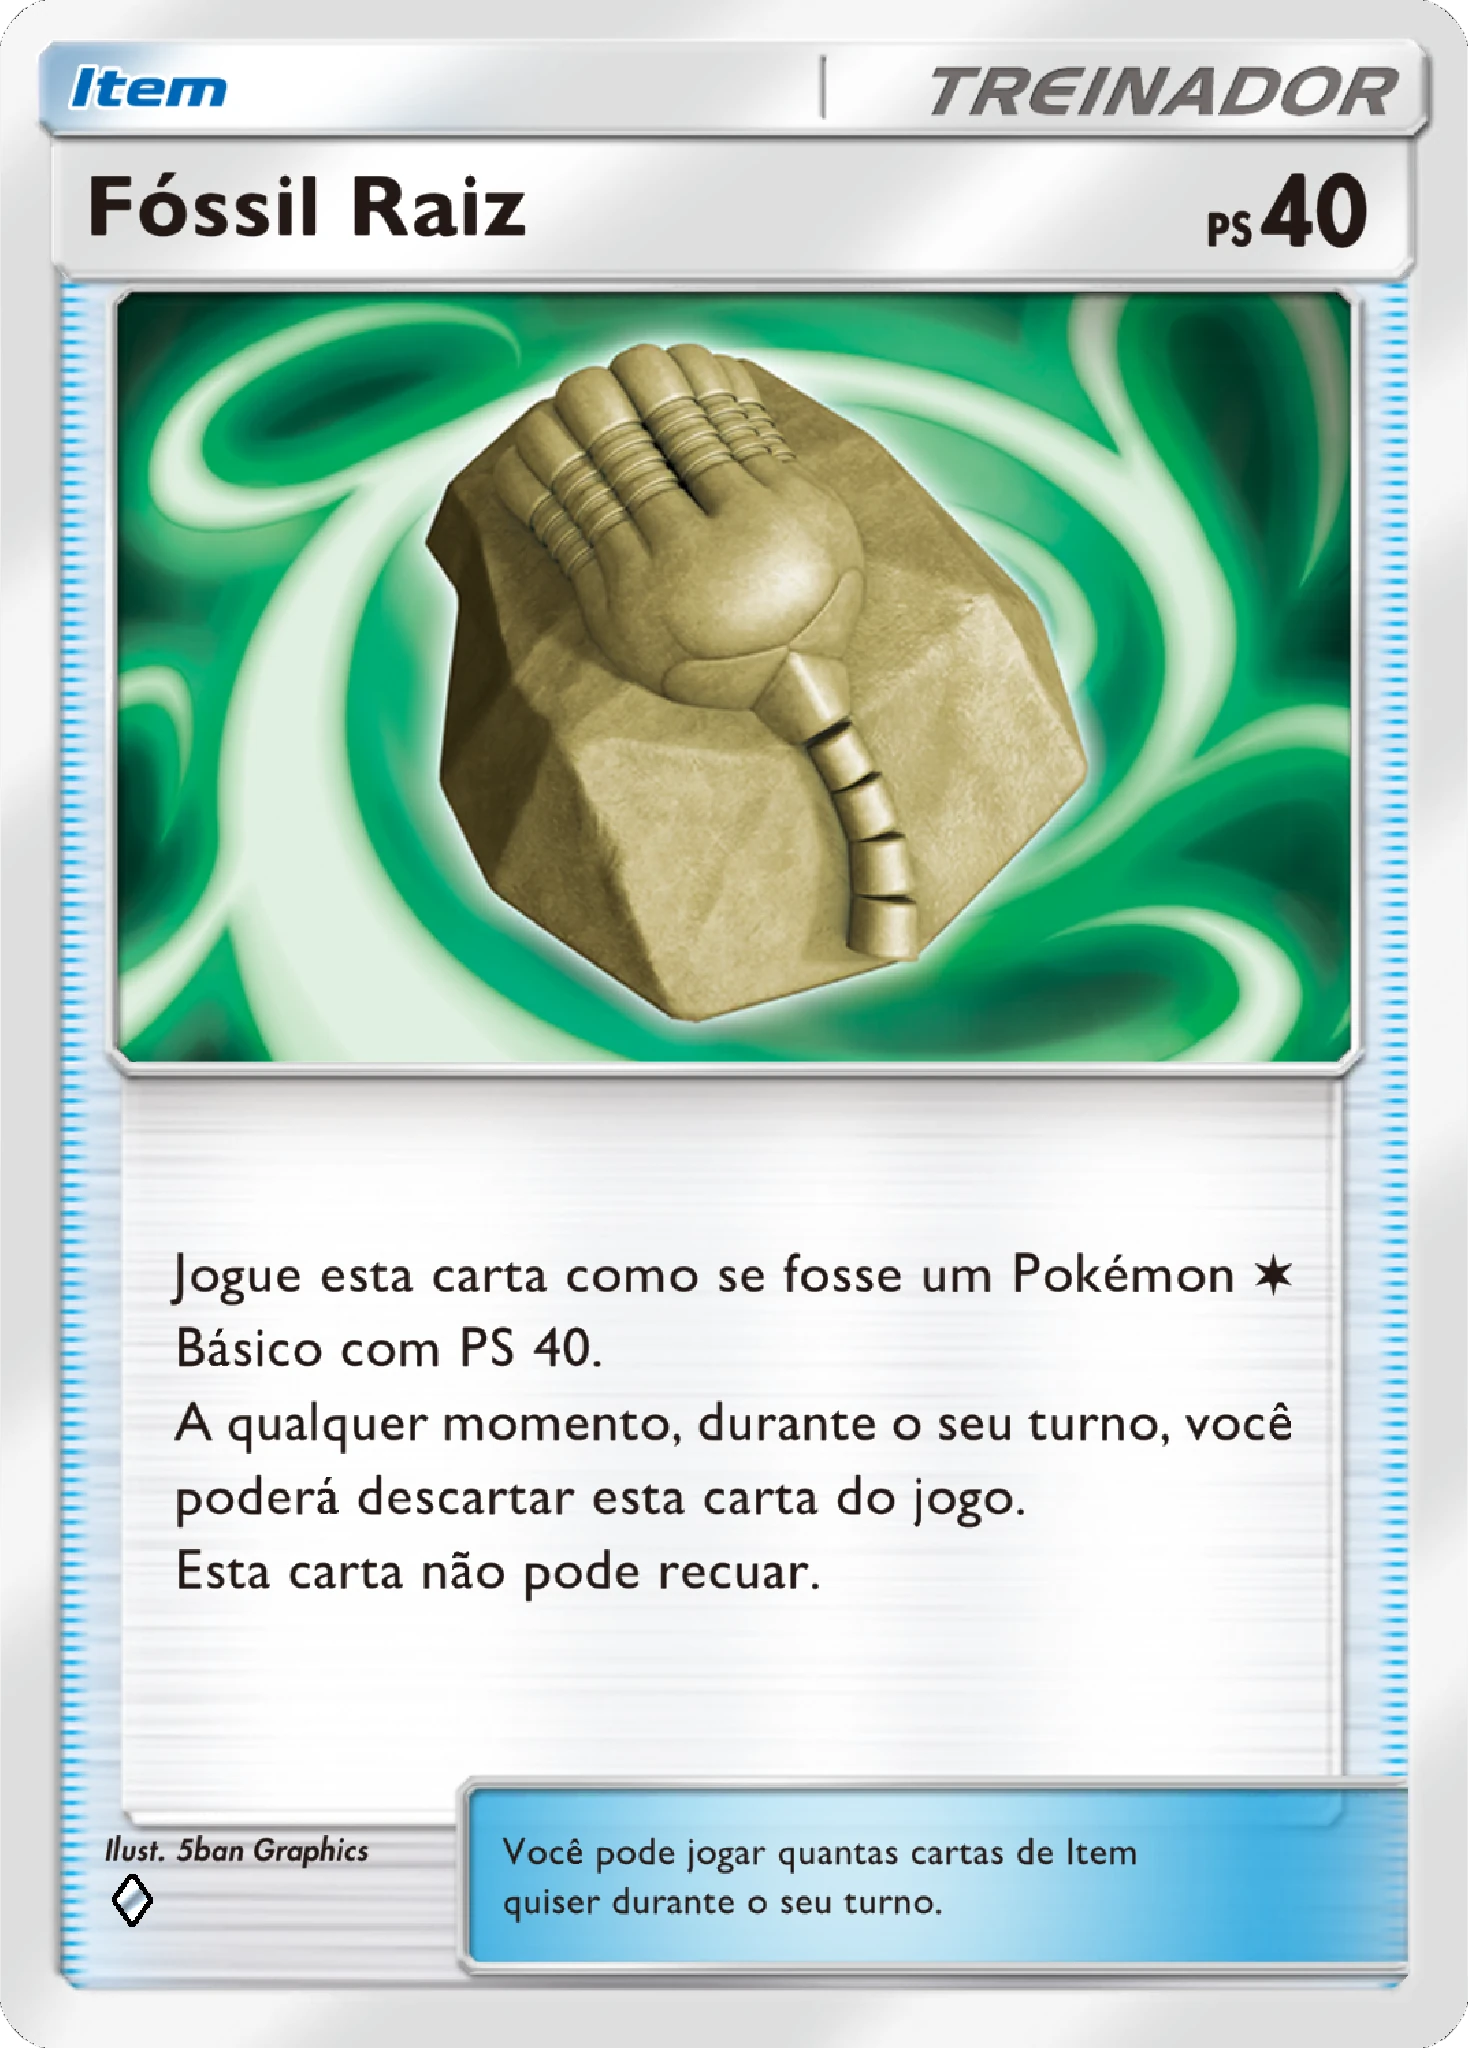 Item
TREINADOR
Fóssil Raiz
PS 40
Jogue esta carta como se fosse um Pokémon ✶
Básico com PS 40.
A qualquer momento, durante o seu turno, você
poderá descartar esta carta do jogo.
Esta carta não pode recuar.
Ilust. 5ban Graphics
Você pode jogar quantas cartas de Item
quiser durante o seu turno.